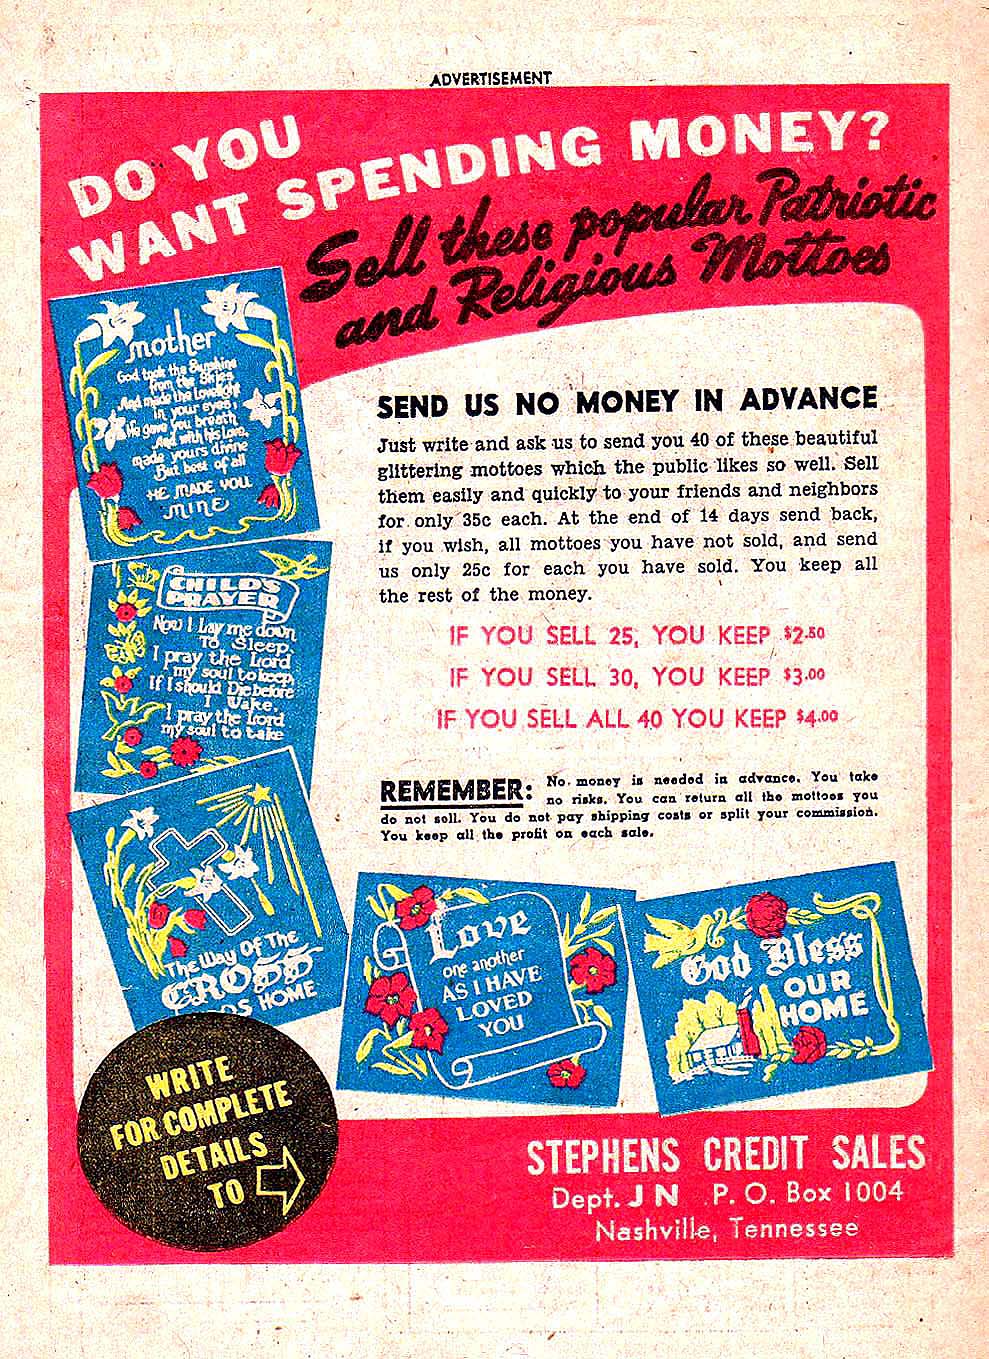 ADVERTISEMENT
DO YOU
WANT SPENDING MONEY?
Sell these popular Patriotic
and Religious Mottoes
mother
God took the Sunshine
from the Skies
And made the Lovelight
in your eyes,
He gave you breath
And with his Love,
made yours divine
But best of all
HE MADE YOU
MINE
CHILD'S
PRAYER
Now I Lay me down
To Sleep.
I pray the Lord
my soul to keep,
If I should Die before
I Wake,
I pray the Lord
my soul to take
The Way Of The
CROSS
DS HOME
SEND US NO MONEY IN ADVANCE
Just write and ask us to send you 40 of these beautiful
glittering mottoes which the public likes so well. Sell
them easily and quickly to your friends and neighbors
for only 35c each. At the end of 14 days send back,
if you wish, all mottoes you have not sold, and send
us only 25c for each you have sold. You keep all
the rest of the money.
IF YOU SELL 25, YOU KEEP $2.50
IF YOU SELL 30, YOU KEEP $3.00
IF YOU SELL ALL 40 YOU KEEP $4.00
REMEMBER: No money is needed in advance. You take
no risks. You can return all the mottoes you
do not sell. You do not pay shipping costs or split your commission.
You keep all the profit on each sale.
Love
one another
AS I HAVE
LOVED
YOU
God Bless
OUR
HOME
WRITE
FOR COMPLETE
DETAILS
TO
STEPHENS CREDIT SALES
Dept. J N P. O. Box 1004
Nashville, Tennessee